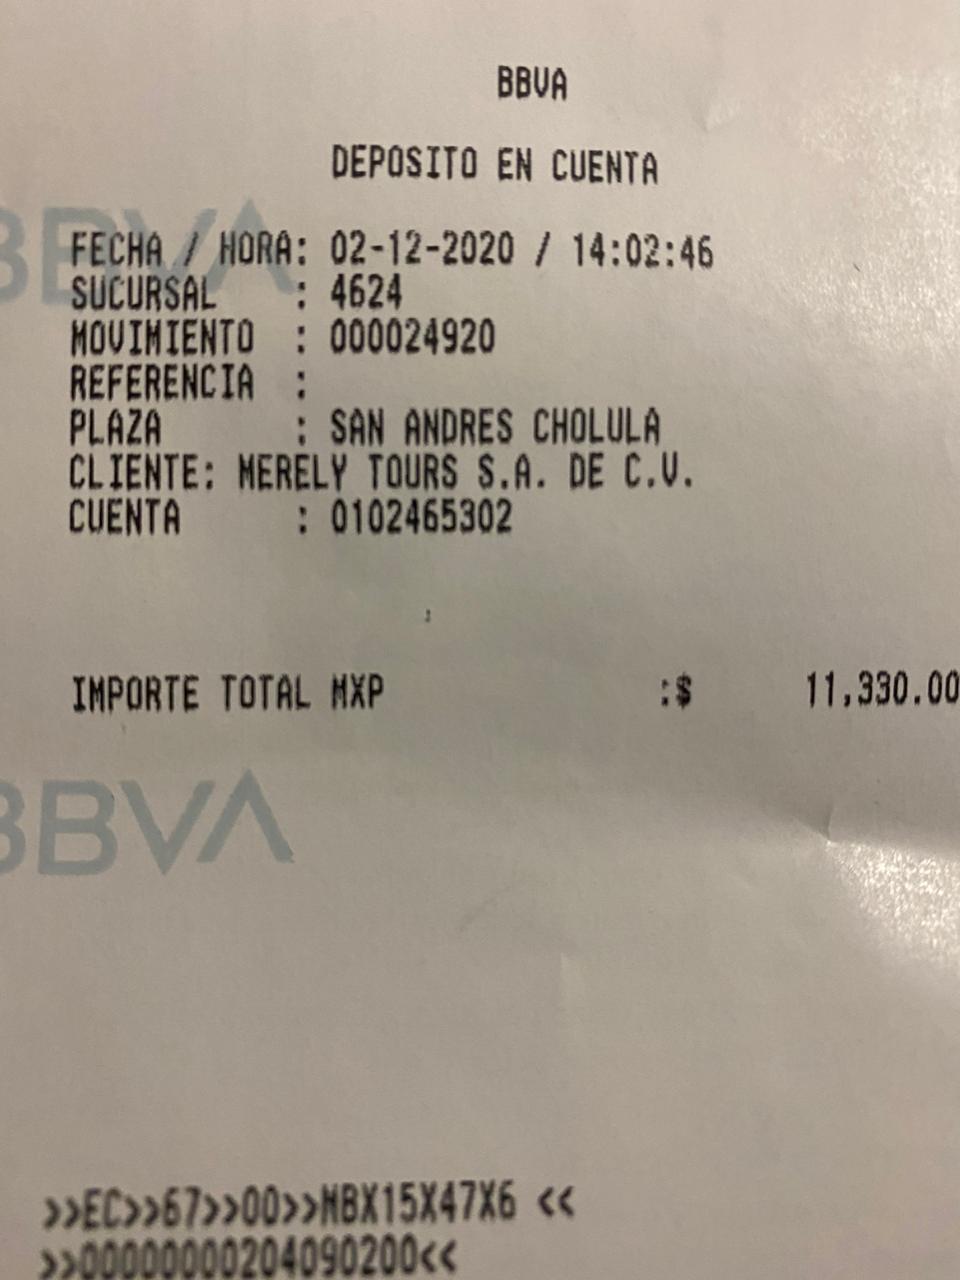 BBVA
DEPOSITO EN CUENTA
BBVA
FECHA / HORA: 02-12-2020 / 14:02:46
SUCURSAL : 4624
MOVIMIENTO : 000024920
REFERENCIA :
PLAZA : SAN ANDRES CHOLULA
CLIENTE: MERELY TOURS S.A. DE C.V.
CUENTA : 0102465302
IMPORTE TOTAL MXP :$ 11,330.00
BBVA
>>EC>>67>>00>>MBX15X47X6 <<
>>00000000204090200<<